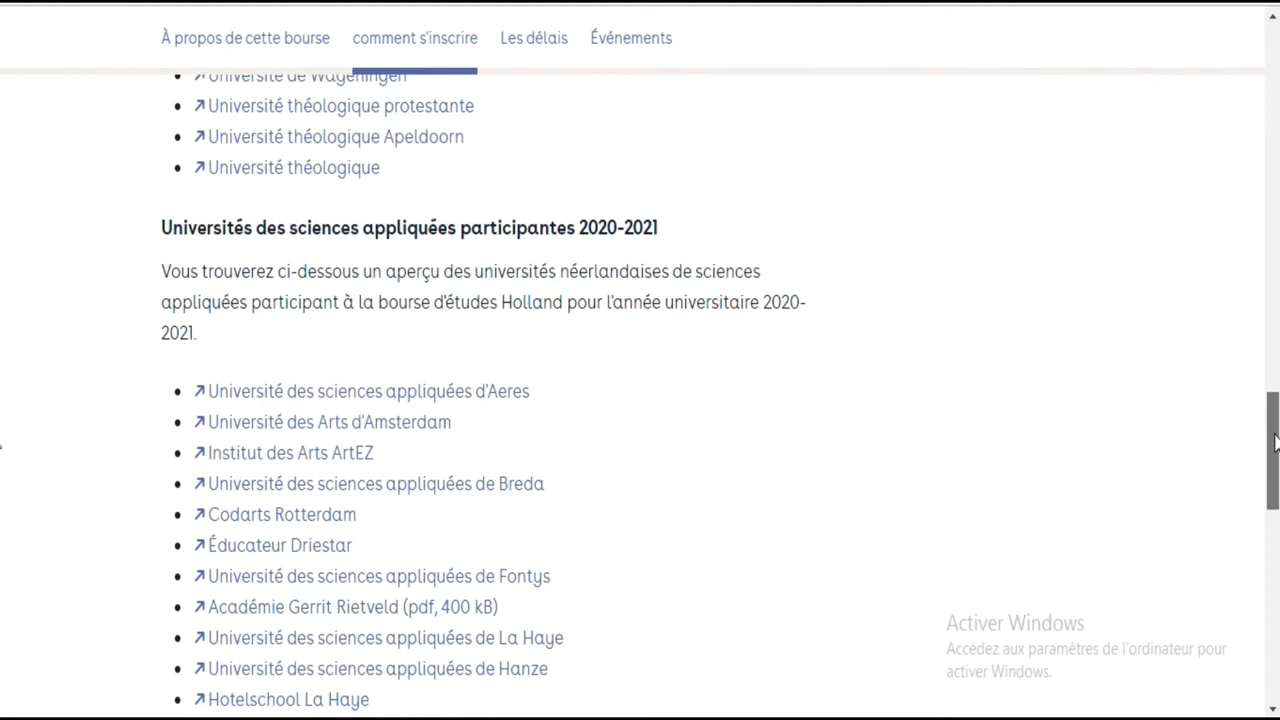 À propos de cette bourse comment s'inscrire Les délais Événements
Université de Wageningen
Université théologique protestante
Université théologique Apeldoorn
Université théologique
Universités des sciences appliquées participantes 2020-2021
Vous trouverez ci-dessous un aperçu des universités néerlandaises de sciences
appliquées participant à la bourse d'études Holland pour l'année universitaire 2020-
2021.
Université des sciences appliquées d'Aeres
Université des Arts d'Amsterdam
Institut des Arts ArtEZ
Université des sciences appliquées de Breda
Codarts Rotterdam
Éducateur Driestar
Université des sciences appliquées de Fontys
Académie Gerrit Rietveld (pdf, 400 kB)
Université des sciences appliquées de La Haye
Université des sciences appliquées de Hanze
Hotelschool La Haye
Activer Windows
Accédez aux paramètres de l'ordinateur pour
activer Windows.